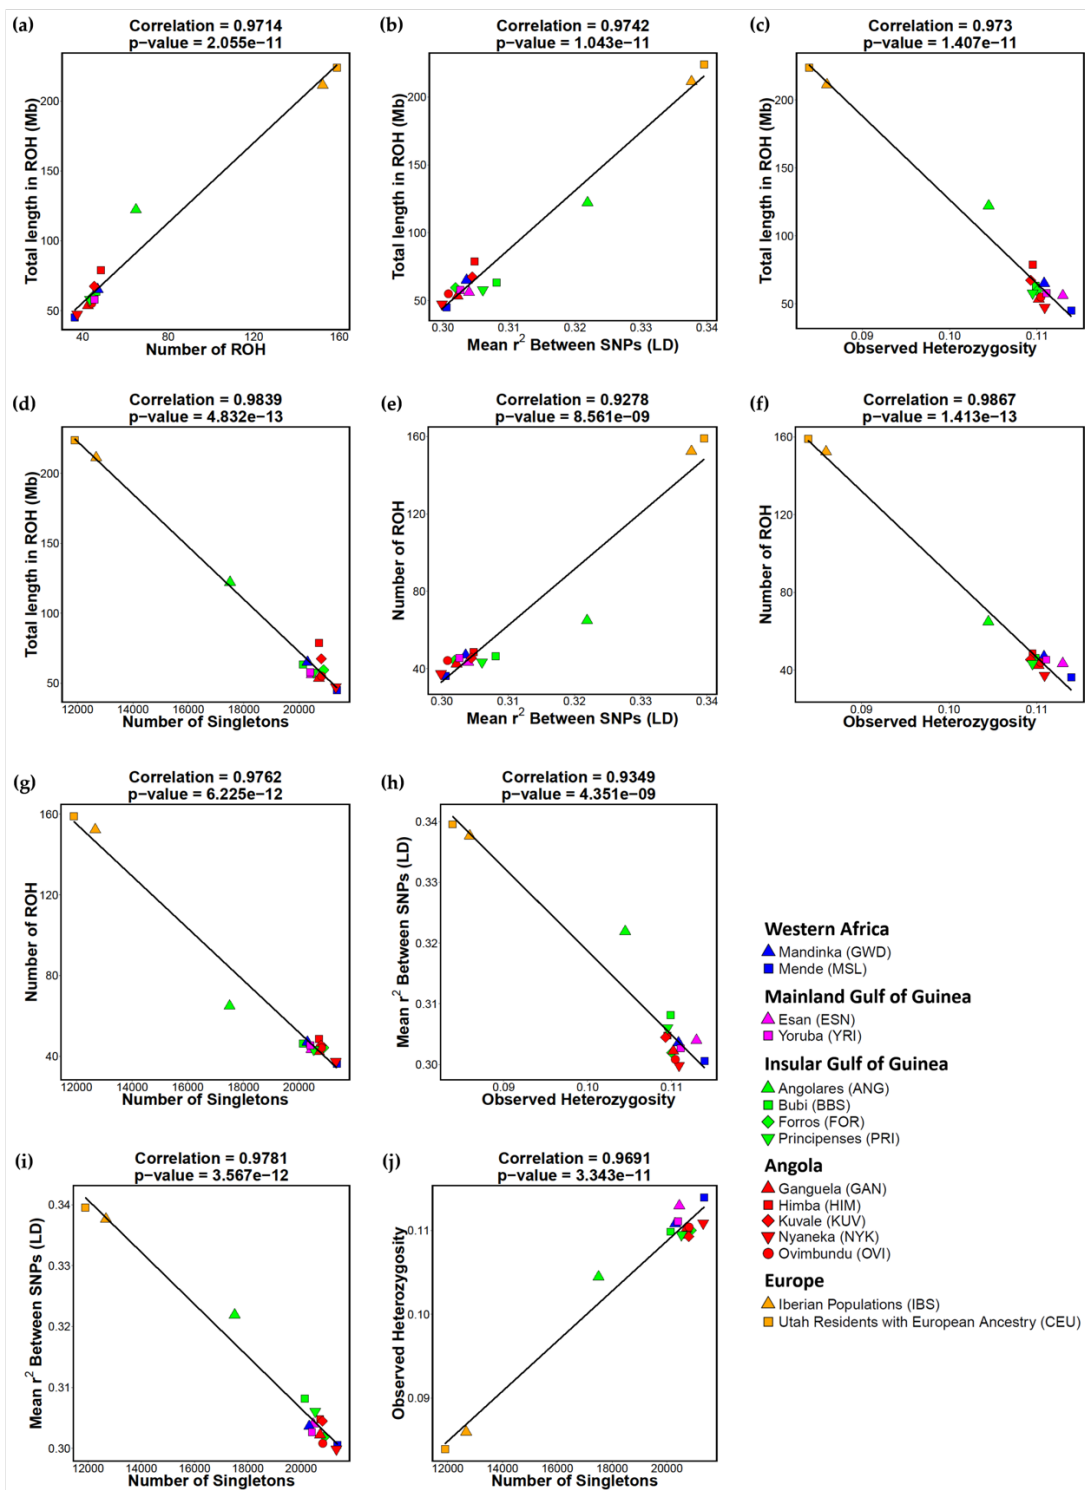 (a)
Correlation = 0.9714
p−value = 2.055e−11
Total length in ROH (Mb)
200
150
100
50
40
160
Number of ROH
(b)
Correlation = 0.9742
p−value = 1.043e−11
Total length in ROH (Mb)
200
150
100
50
0.30
0.31
0.32
0.33
0.34
Mean r² Between SNPs (LD)
(c)
Correlation = 0.973
p−value = 1.407e−11
Total length in ROH (Mb)
200
150
100
50
0.09
0.10
0.11
Observed Heterozygosity
(d)
Correlation = 0.9839
p−value = 4.832e−13
Total length in ROH (Mb)
200
150
100
50
12000
14000
16000
18000
20000
Number of Singletons
(e)
Correlation = 0.9278
p−value = 8.561e−09
Number of ROH
160
120
80
40
0.30
0.31
0.32
0.33
0.34
Mean r² Between SNPs (LD)
(f)
Correlation = 0.9867
p−value = 1.413e−13
Number of ROH
160
120
80
40
0.09
0.10
0.11
Observed Heterozygosity
(g)
Correlation = 0.9762
p−value = 6.225e−12
Number of ROH
160
120
80
40
12000
14000
16000
18000
20000
Number of Singletons
(h)
Correlation = 0.9349
p−value = 4.351e−09
Mean r² Between SNPs (LD)
0.34
0.33
0.32
0.31
0.30
0.09
0.10
0.11
Observed Heterozygosity
(i)
Correlation = 0.9781
p−value = 3.567e−12
Mean r² Between SNPs (LD)
0.34
0.33
0.32
0.31
0.30
12000
14000
16000
18000
20000
Number of Singletons
(j)
Correlation = 0.9691
p−value = 3.343e−11
Observed Heterozygosity
0.11
0.10
0.09
12000
14000
16000
18000
20000
Number of Singletons
Western Africa
Mandinka (GWD)
Mende (MSL)
Mainland Gulf of Guinea
Esan (ESN)
Yoruba (YRI)
Insular Gulf of Guinea
Angolares (ANG)
Bubi (BBS)
Forros (FOR)
Principenses (PRI)
Angola
Ganguela (GAN)
Himba (HIM)
Kuvale (KUV)
Nyaneka (NYK)
Ovimbundu (OVI)
Europe
Iberian Populations (IBS)
Utah Residents with European Ancestry (CEU)